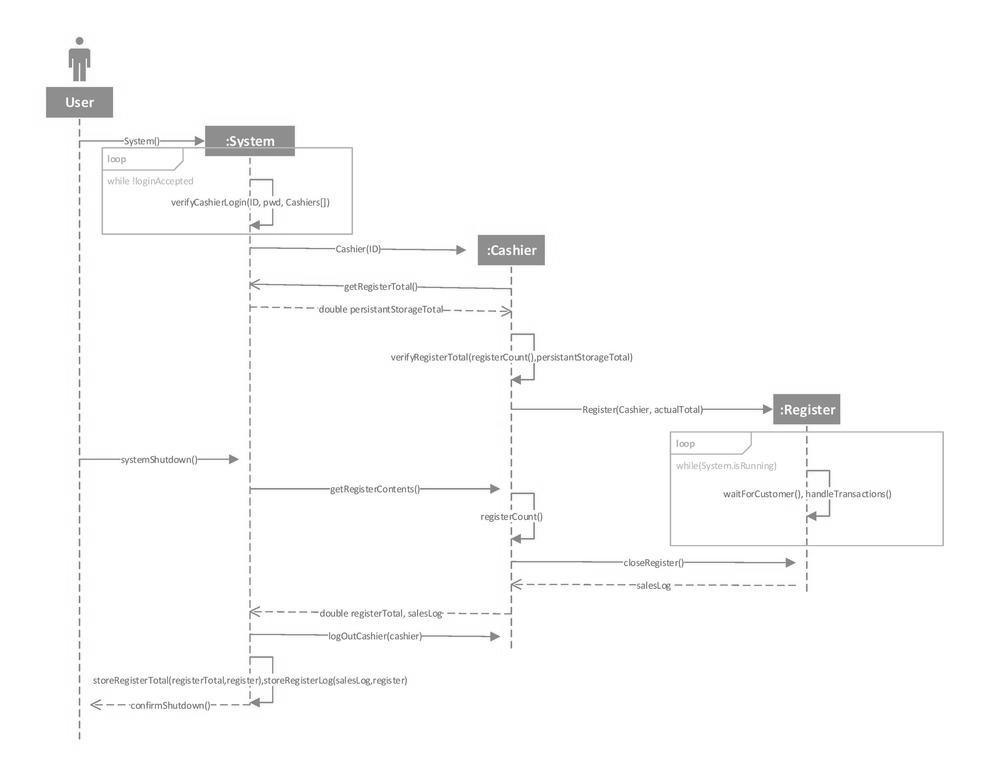 User
System()
:System
loop
while !loginAccepted
verifyCashierLogin(ID, pwd, Cashiers[])
Cashier(ID)
:Cashier
getRegisterTotal()
double persistantStorageTotal
verifyRegisterTotal(registerCount(),persistantStorageTotal)
Register(Cashier, actualTotal)
:Register
loop
while(System.isRunning)
systemShutdown()
getRegisterContents()
waitForCustomer(), handleTransactions()
registerCount()
closeRegister()
salesLog
double registerTotal, salesLog
logOutCashier(cashier)
storeRegisterTotal(registerTotal,register),storeRegisterLog(salesLog,register)
confirmShutdown()